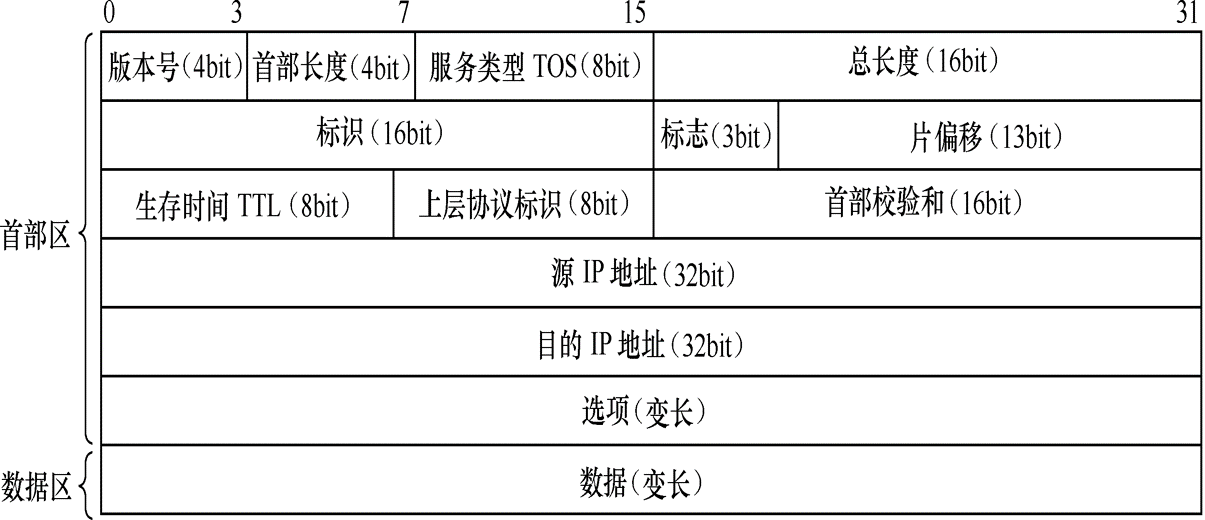 0 3 7 15 31
版本号(4bit) 首部长度(4bit) 服务类型 TOS(8bit) 总长度(16bit)
标识(16bit) 标志(3bit) 片偏移(13bit)
生存时间 TTL(8bit) 上层协议标识(8bit) 首部校验和(16bit)
首部区
源 IP 地址(32bit)
目的 IP 地址(32bit)
选项(变长)
数据区 数据(变长)